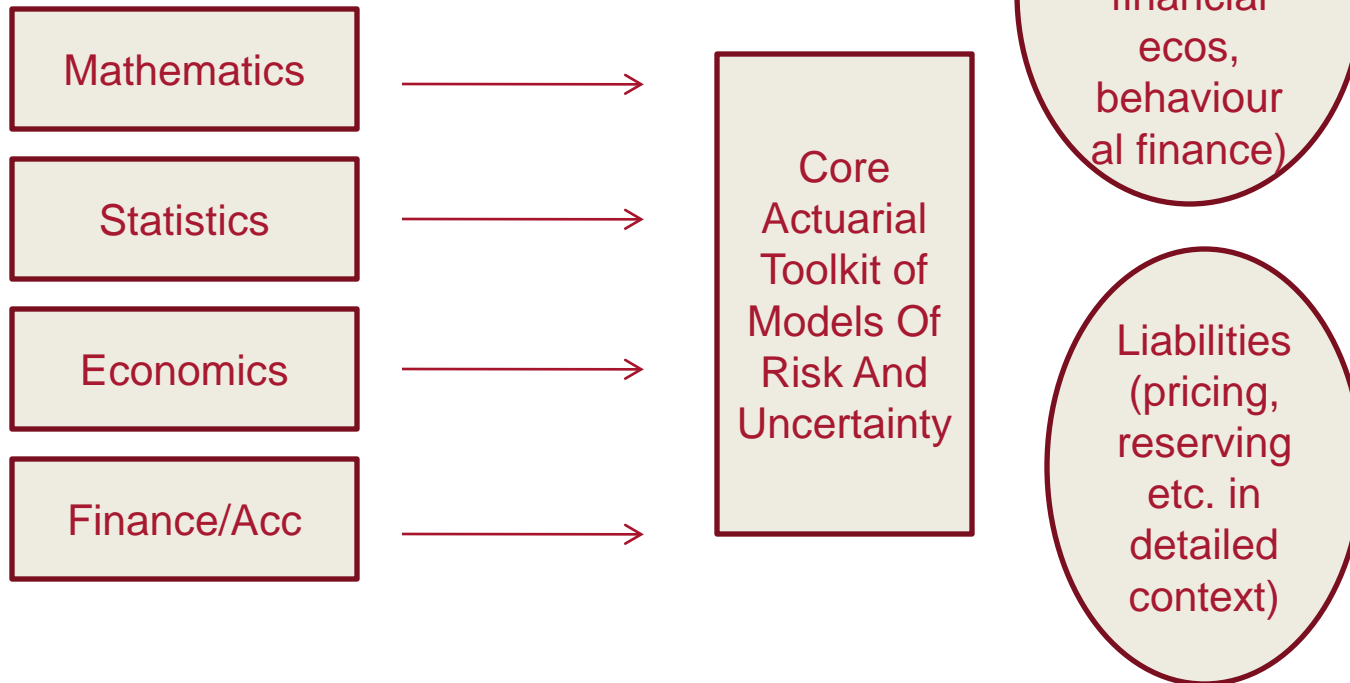 Mathematics
Statistics
Economics
Finance/Acc
Core
Actuarial
Toolkit of
Models Of
Risk And
Uncertainty
financial
ecos,
behaviour
al finance)
Liabilities
(pricing,
reserving
etc. in
detailed
context)